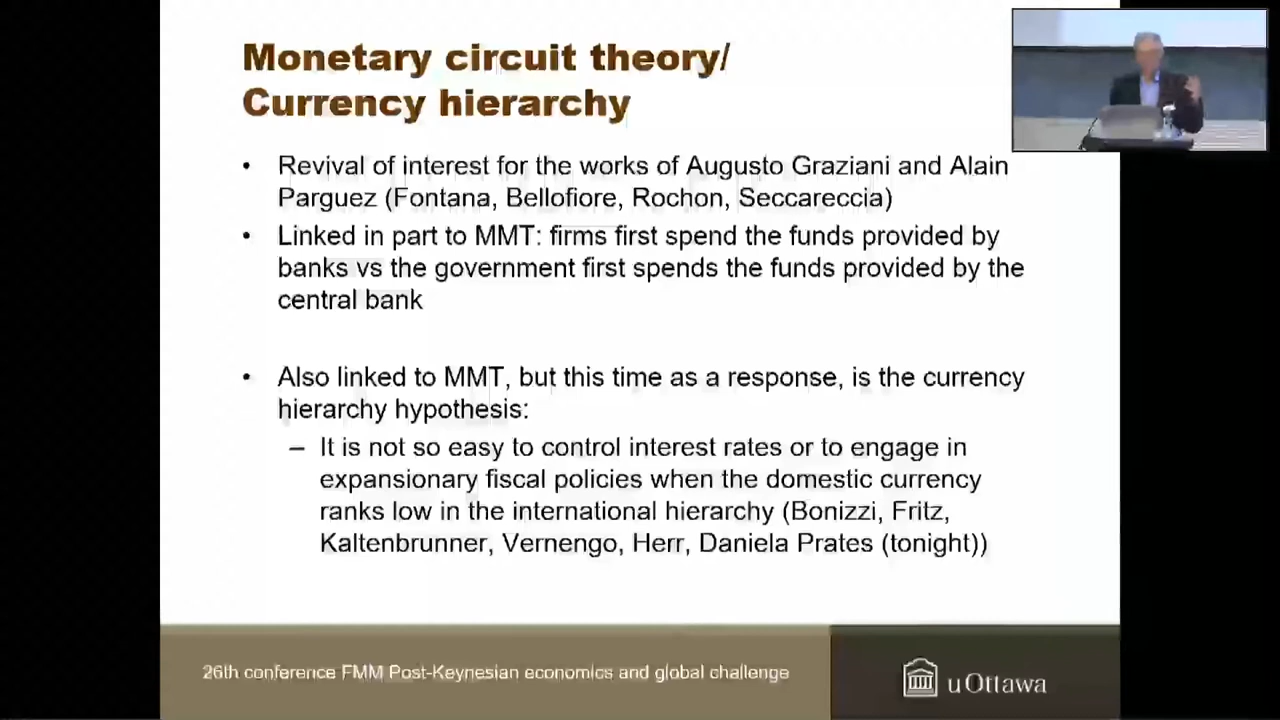 Monetary circuit theory/
Currency hierarchy
• Revival of interest for the works of Augusto Graziani and Alain
Parguez (Fontana, Bellofiore, Rochon, Seccareccia)
• Linked in part to MMT: firms first spend the funds provided by
banks vs the government first spends the funds provided by the
central bank
• Also linked to MMT, but this time as a response, is the currency
hierarchy hypothesis:
– It is not so easy to control interest rates or to engage in
expansionary fiscal policies when the domestic currency
ranks low in the international hierarchy (Bonizzi, Fritz,
Kaltenbrunner, Vernengo, Herr, Daniela Prates (tonight))
26th conference FMM Post-Keynesian economics and global challenge
uOttawa